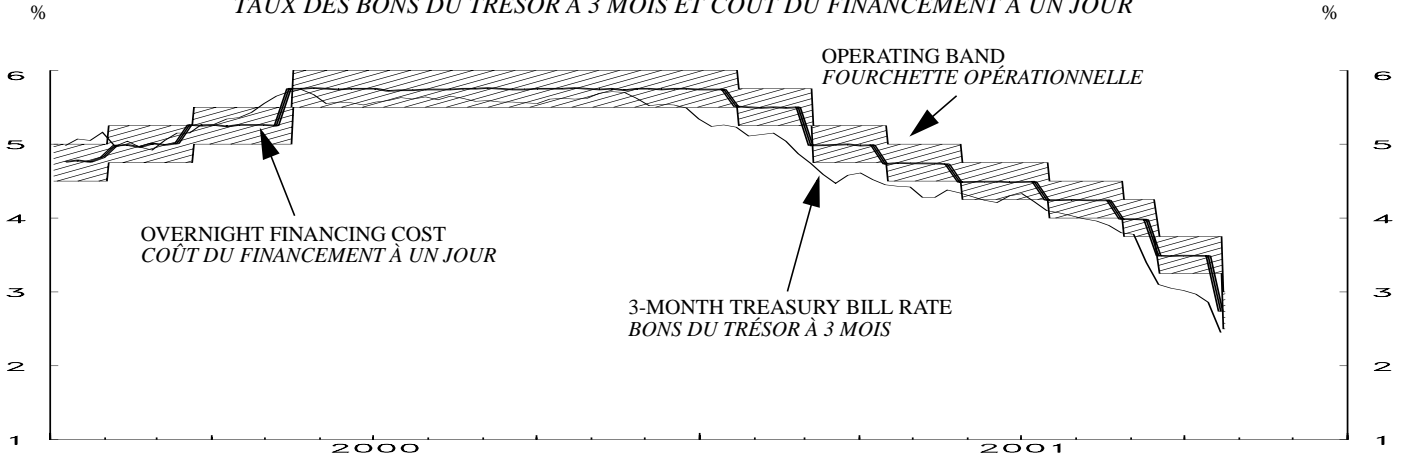 TAUX DES BONS DU TRÉSOR À 3 MOIS ET COÛT DU FINANCEMENT À UN JOUR
% %
OPERATING BAND
FOURCHETTE OPÉRATIONNELLE
6 6
5 5
4 4
OVERNIGHT FINANCING COST
COÛT DU FINANCEMENT À UN JOUR
3 3
3-MONTH TREASURY BILL RATE
BONS DU TRÉSOR À 3 MOIS
2 2
1 1
2000 2001